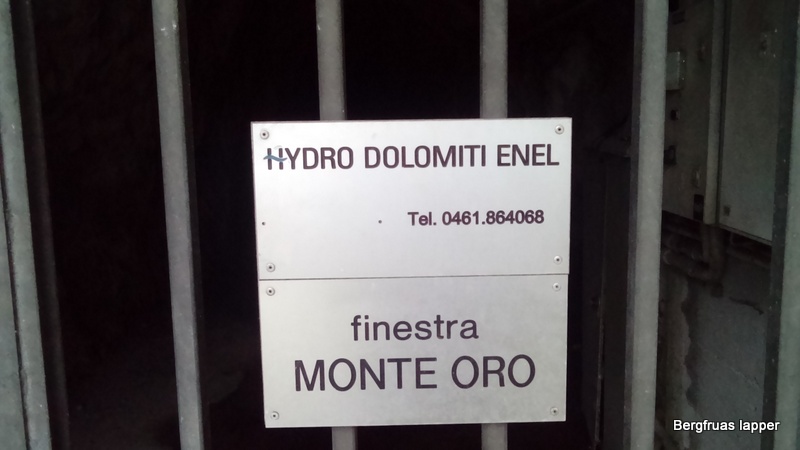 HYDRO DOLOMITI ENEL
Tel. 0461.864068
finestra
MONTE ORO
Bergfruas lapper